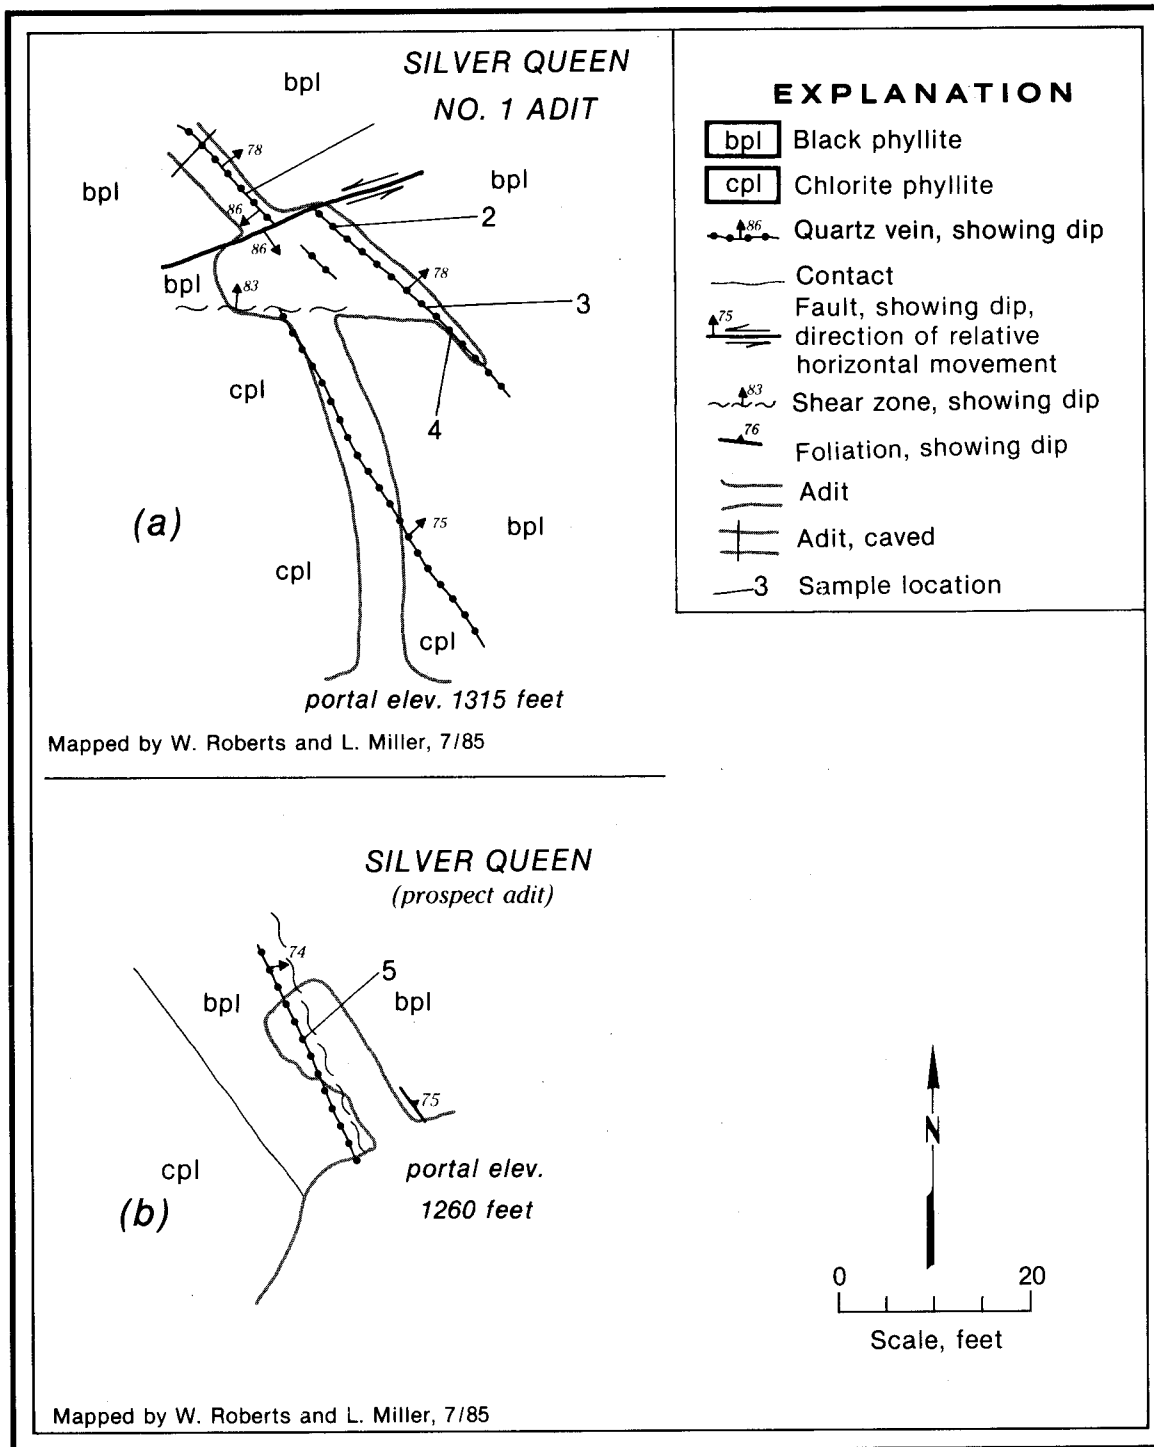 SILVER QUEEN
NO. 1 ADIT
bpl
78
bpl
bpl
86
2
86
bpl
83
78
3
cpl
4
(a)
75
bpl
cpl
cpl
portal elev. 1315 feet
Mapped by W. Roberts and L. Miller, 7/85
EXPLANATION
bpl Black phyllite
cpl Chlorite phyllite
86 Quartz vein, showing dip
Contact
75 Fault, showing dip,
direction of relative
horizontal movement
83 Shear zone, showing dip
76 Foliation, showing dip
Adit
Adit, caved
3 Sample location
SILVER QUEEN
(prospect adit)
74
5
bpl
bpl
75
cpl
portal elev.
1260 feet
(b)
N
0 20
Scale, feet
Mapped by W. Roberts and L. Miller, 7/85